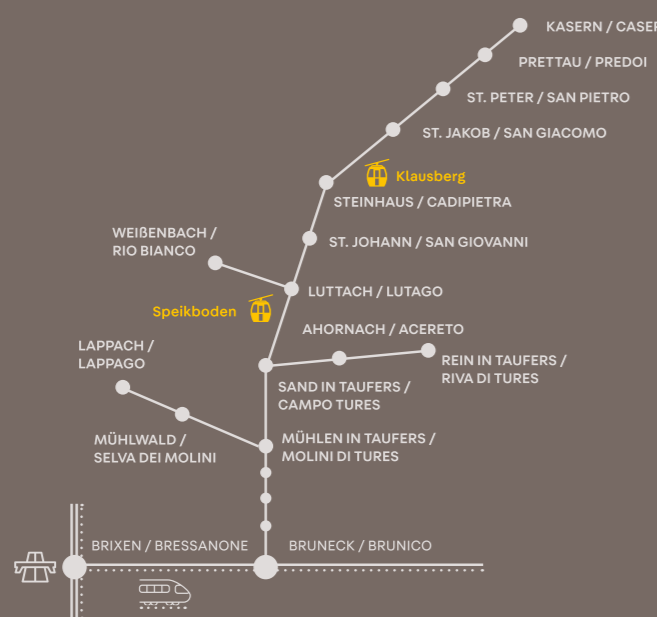 KASERN / CASER
PRETTAU / PREDOI
ST. PETER / SAN PIETRO
ST. JAKOB / SAN GIACOMO
Klausberg
STEINHAUS / CADIPIETRA
WEIßENBACH /
RIO BIANCO
ST. JOHANN / SAN GIOVANNI
LUTTACH / LUTAGO
Speikboden
AHORNACH / ACERETO
LAPPACH /
LAPPAGO
REIN IN TAUFERS /
RIVA DI TURES
SAND IN TAUFERS /
CAMPO TURES
MÜHLWALD /
SELVA DEI MOLINI
MÜHLEN IN TAUFERS /
MOLINI DI TURES
BRIXEN / BRESSANONE
BRUNECK / BRUNICO